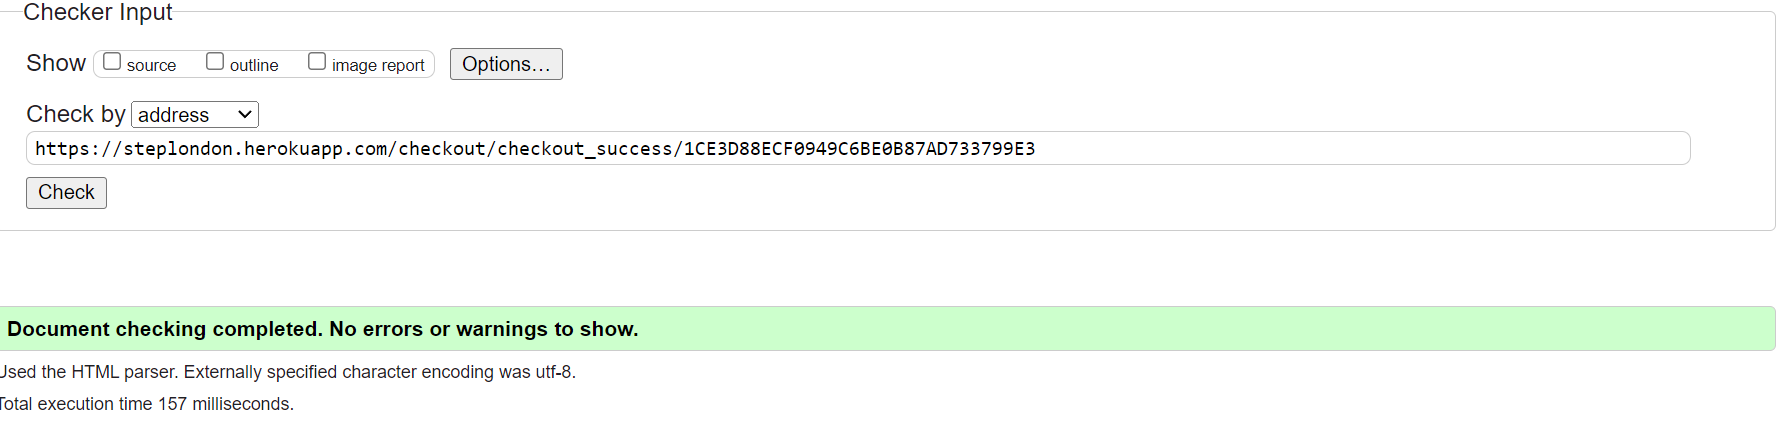 Checker Input
Show source outline image report Options...
Check by address
https://steplondon.herokuapp.com/checkout/checkout_success/1CE3D88ECF0949C6BE0B87AD733799E3
Check
Document checking completed. No errors or warnings to show.
Used the HTML parser. Externally specified character encoding was utf-8.
Total execution time 157 milliseconds.